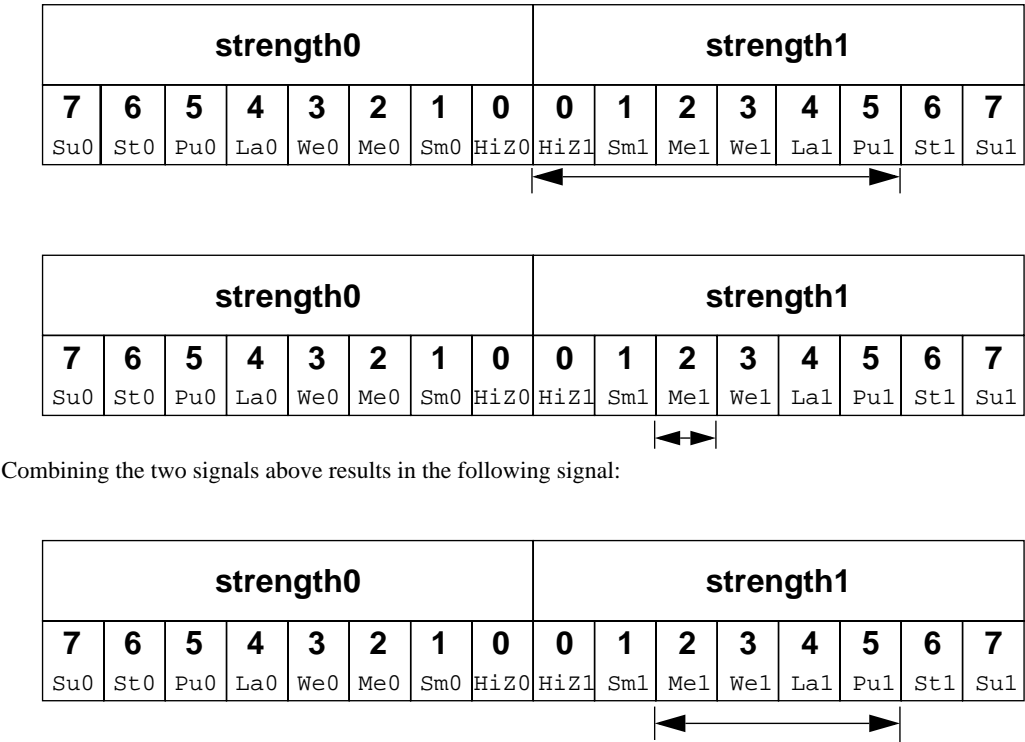 strength0 strength1
7 6 5 4 3 2 1 0 0 1 2 3 4 5 6 7
Su0 St0 Pu0 La0 We0 Me0 Sm0 HiZ0 HiZ1 Sm1 Me1 We1 La1 Pu1 St1 Su1
strength0 strength1
7 6 5 4 3 2 1 0 0 1 2 3 4 5 6 7
Su0 St0 Pu0 La0 We0 Me0 Sm0 HiZ0 HiZ1 Sm1 Me1 We1 La1 Pu1 St1 Su1
Combining the two signals above results in the following signal:
strength0 strength1
7 6 5 4 3 2 1 0 0 1 2 3 4 5 6 7
Su0 St0 Pu0 La0 We0 Me0 Sm0 HiZ0 HiZ1 Sm1 Me1 We1 La1 Pu1 St1 Su1